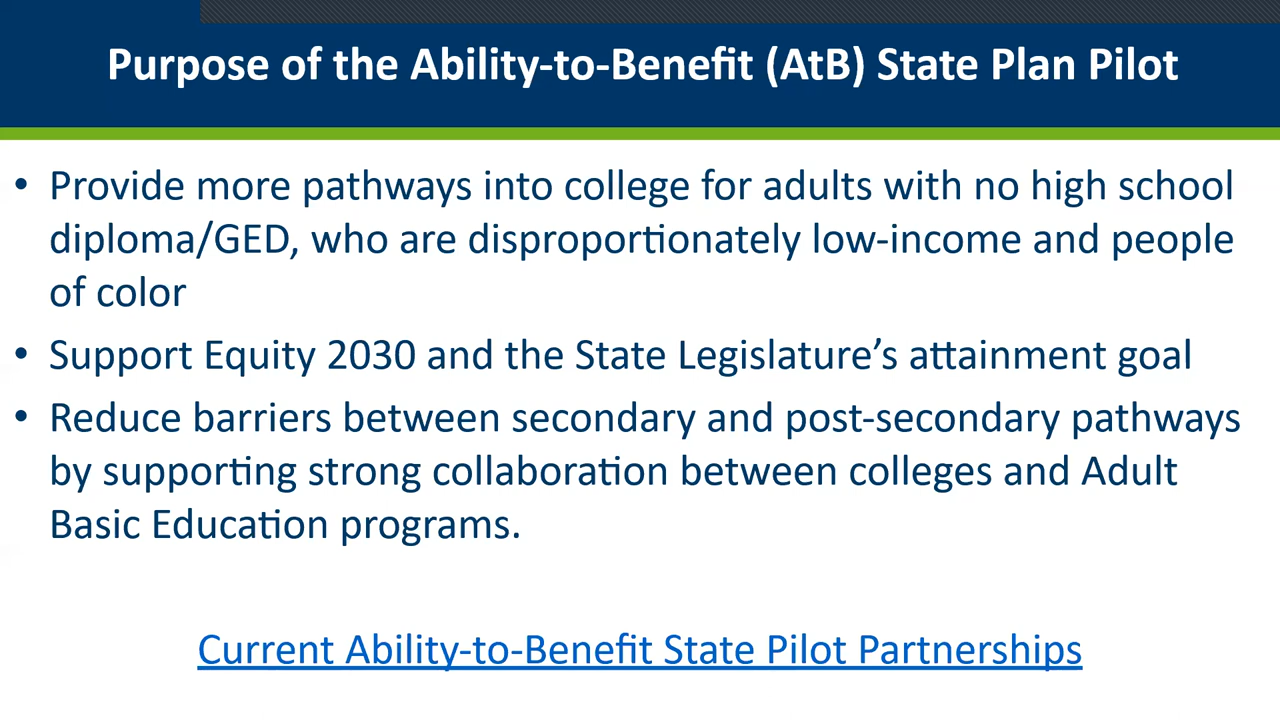 Purpose of the Ability-to-Benefit (AtB) State Plan Pilot
• Provide more pathways into college for adults with no high school
diploma/GED, who are disproportionately low-income and people
of color
• Support Equity 2030 and the State Legislature’s attainment goal
• Reduce barriers between secondary and post-secondary pathways
by supporting strong collaboration between colleges and Adult
Basic Education programs.
Current Ability-to-Benefit State Pilot Partnerships